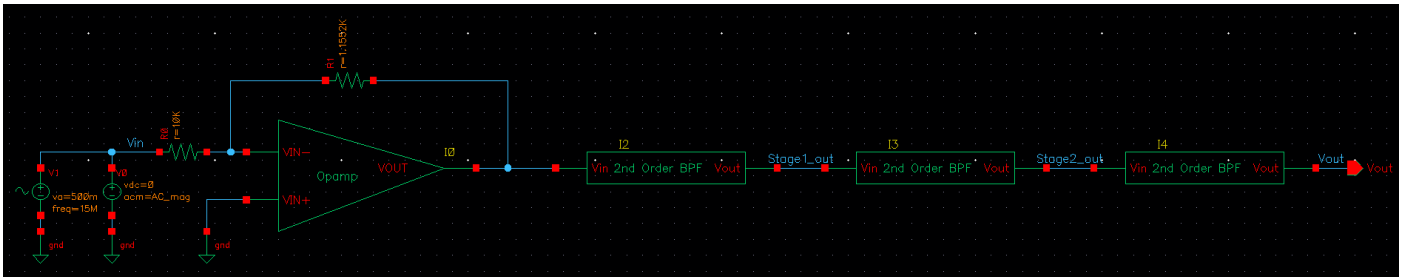 R1
r=1.1592K
Vin
R0
r=10K
VIN-
VOUT
I0
Opamp
VIN+
V1
va=500m
freq=15M
V0
vdc=0
acm=AC_mag
gnd
gnd
gnd
I2
Vin 2nd Order BPF Vout
Stage1_out
I3
Vin 2nd Order BPF Vout
Stage2_out
I4
Vin 2nd Order BPF Vout
Vout
Vout